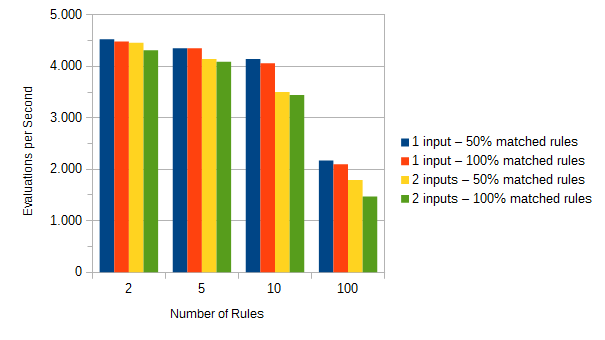 5.000
4.000
3.000
2.000
1.000
0
Evaluations per Second
2 5 10 100
Number of Rules
1 input – 50% matched rules
1 input – 100% matched rules
2 inputs – 50% matched rules
2 inputs – 100% matched rules